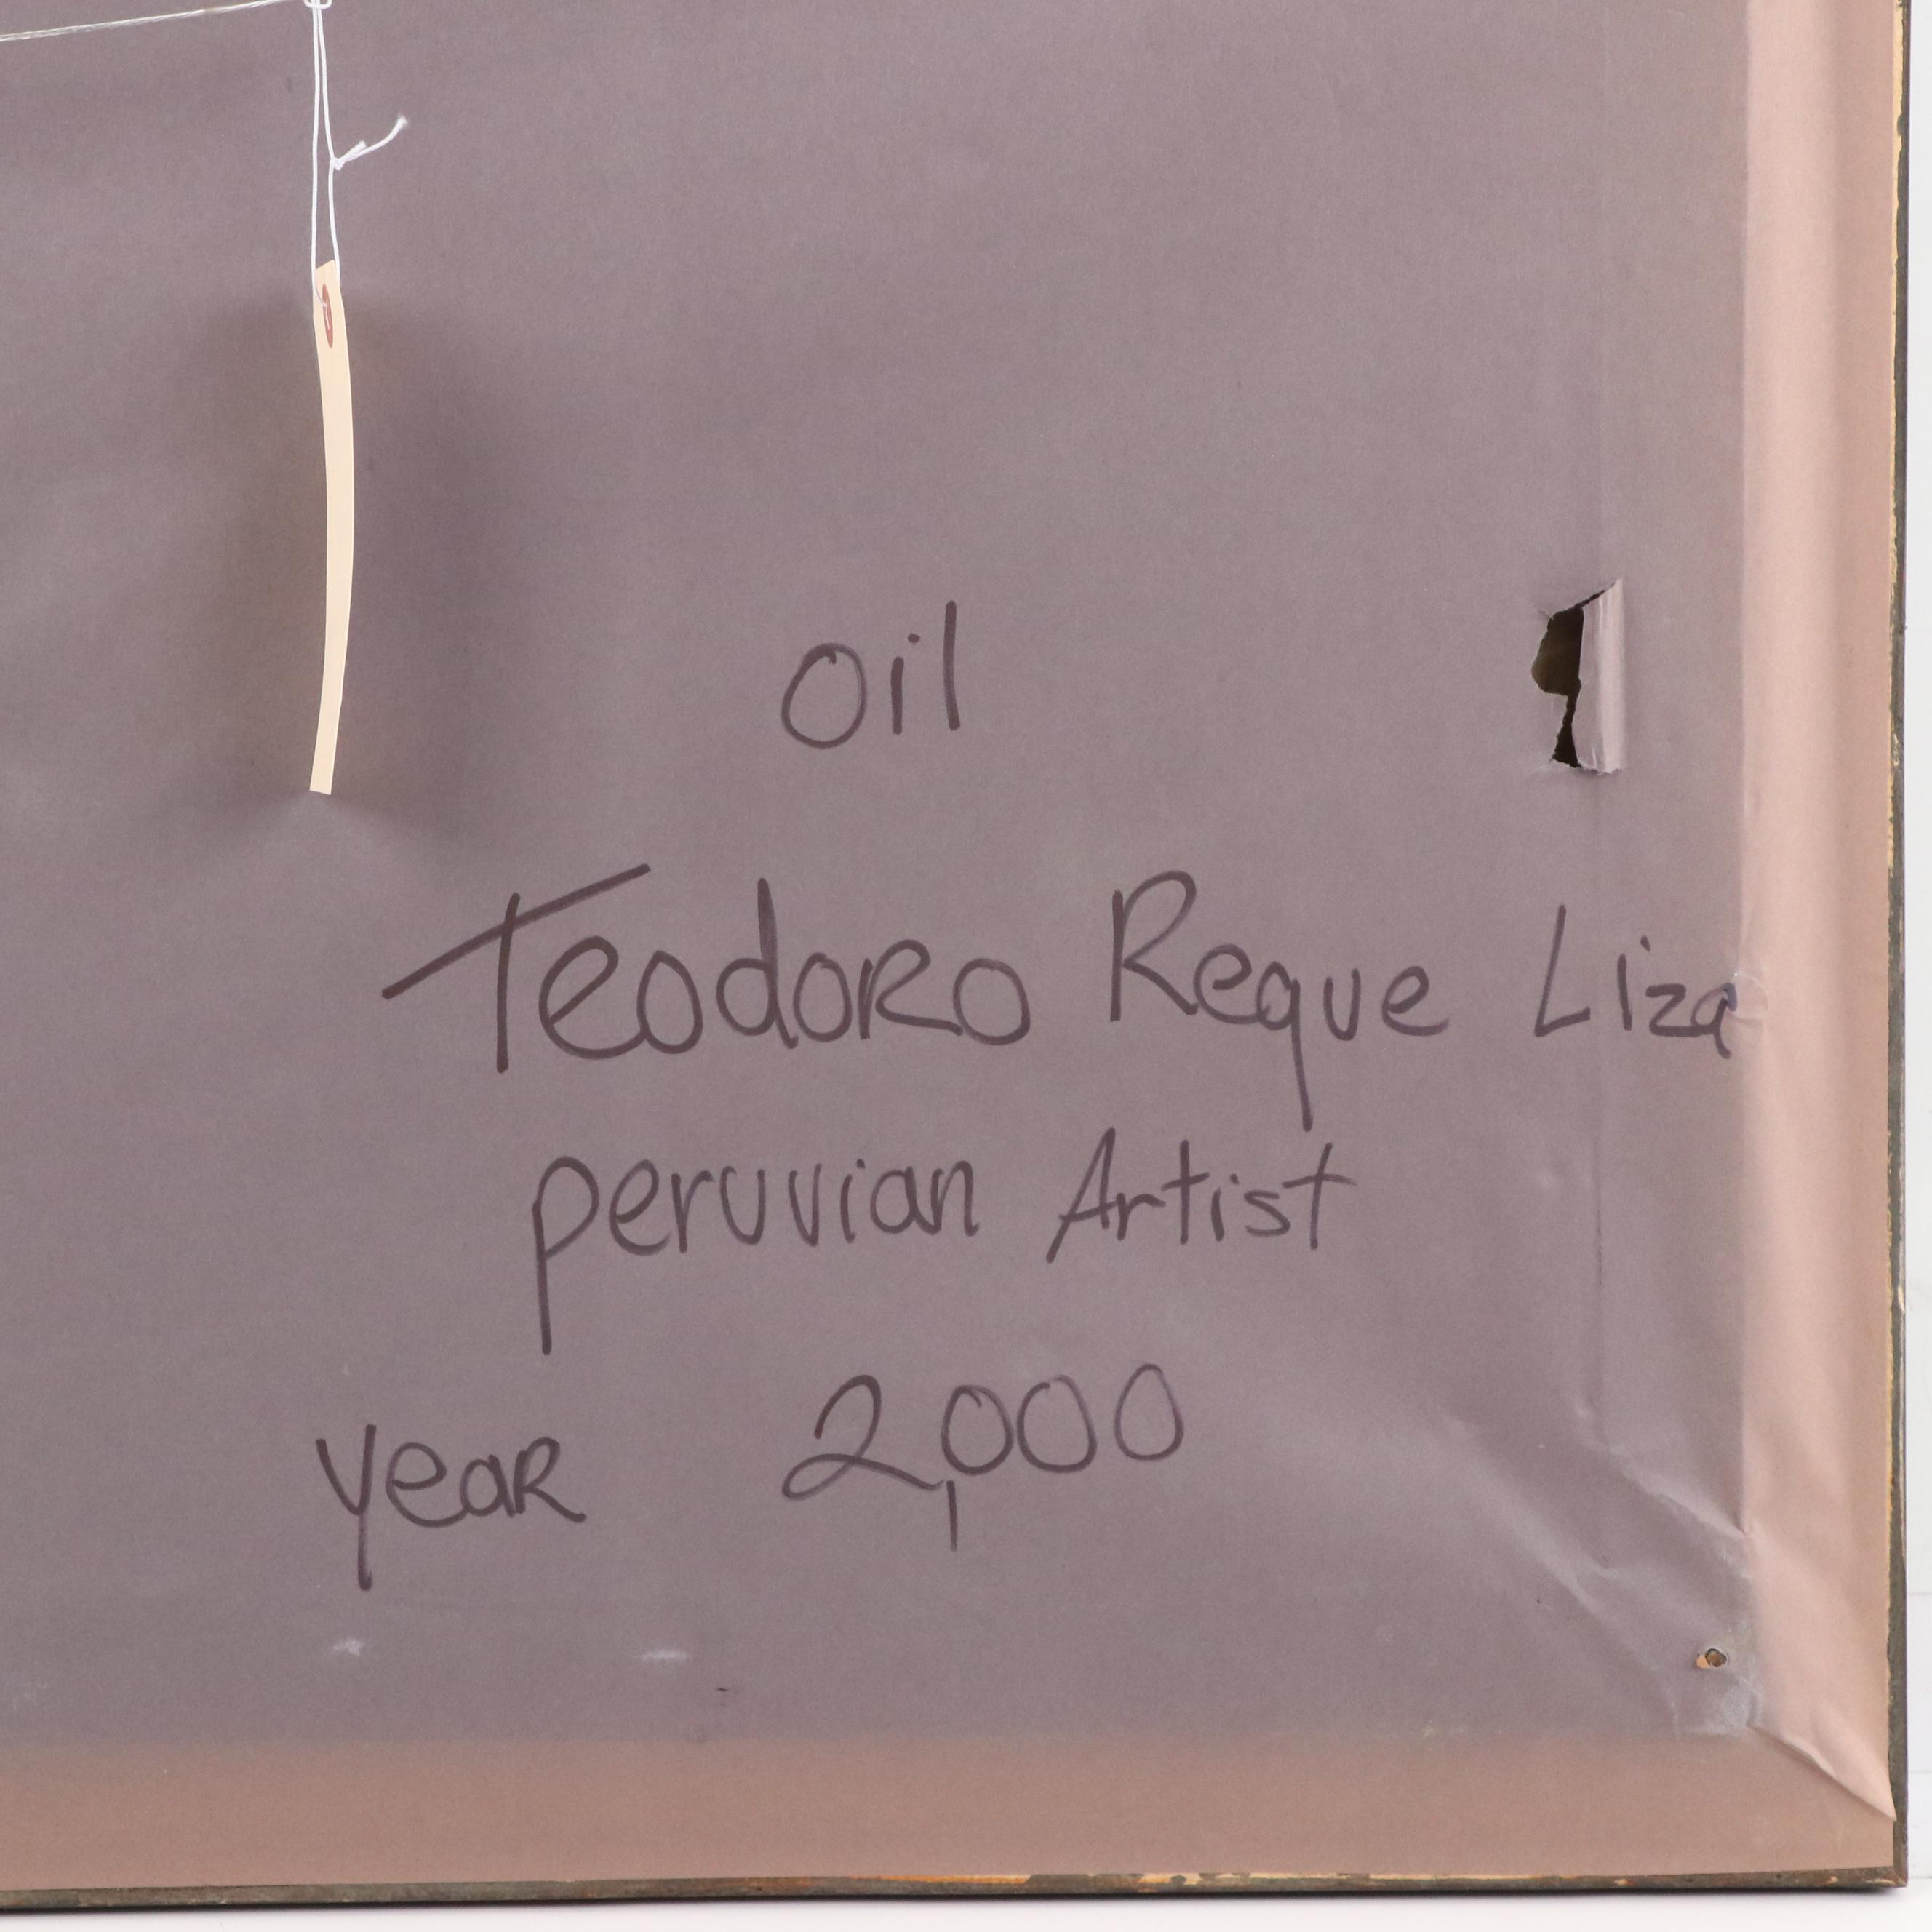 oil
Teodoro Reque Liza
peruvian Artist
year 2,000